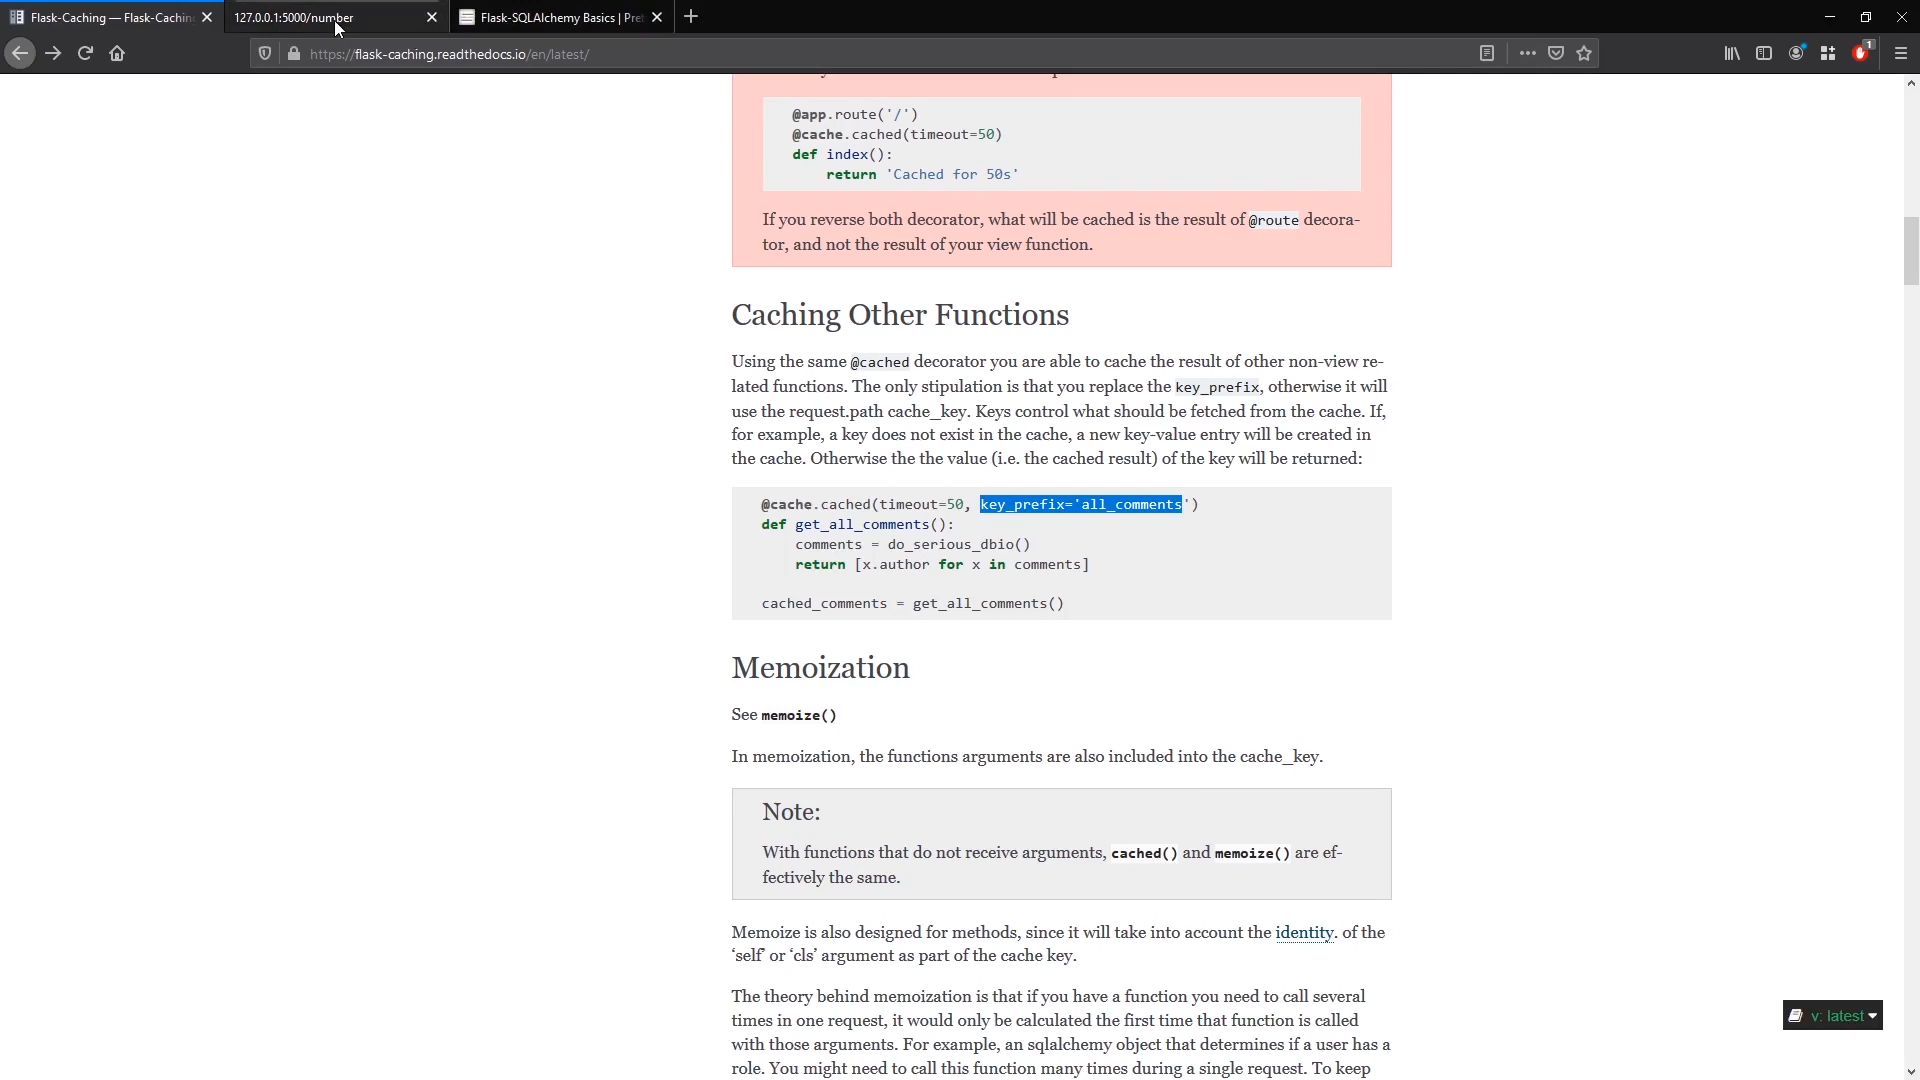 Flask-Caching — Flask-Caching
127.0.0.1:5000/number
Flask-SQLAlchemy Basics | Pre
https://flask-caching.readthedocs.io/en/latest/
1
@app.route('/')
@cache.cached(timeout=50)
def index():
return 'Cached for 50s'
If you reverse both decorator, what will be cached is the result of @route decora-
tor, and not the result of your view function.
Caching Other Functions
Using the same @cached decorator you are able to cache the result of other non-view re-
lated functions. The only stipulation is that you replace the key_prefix, otherwise it will
use the request.path cache_key. Keys control what should be fetched from the cache. If,
for example, a key does not exist in the cache, a new key-value entry will be created in
the cache. Otherwise the the value (i.e. the cached result) of the key will be returned:
@cache.cached(timeout=50, key_prefix='all_comments')
def get_all_comments():
comments = do_serious_dbio()
return [x.author for x in comments]
cached_comments = get_all_comments()
Memoization
See memoize()
In memoization, the functions arguments are also included into the cache_key.
Note:
With functions that do not receive arguments, cached() and memoize() are ef-
fectively the same.
Memoize is also designed for methods, since it will take into account the identity. of the
‘self’ or ‘cls’ argument as part of the cache key.
The theory behind memoization is that if you have a function you need to call several
times in one request, it would only be calculated the first time that function is called
with those arguments. For example, an sqlalchemy object that determines if a user has a
role. You might need to call this function many times during a single request. To keep
v: latest